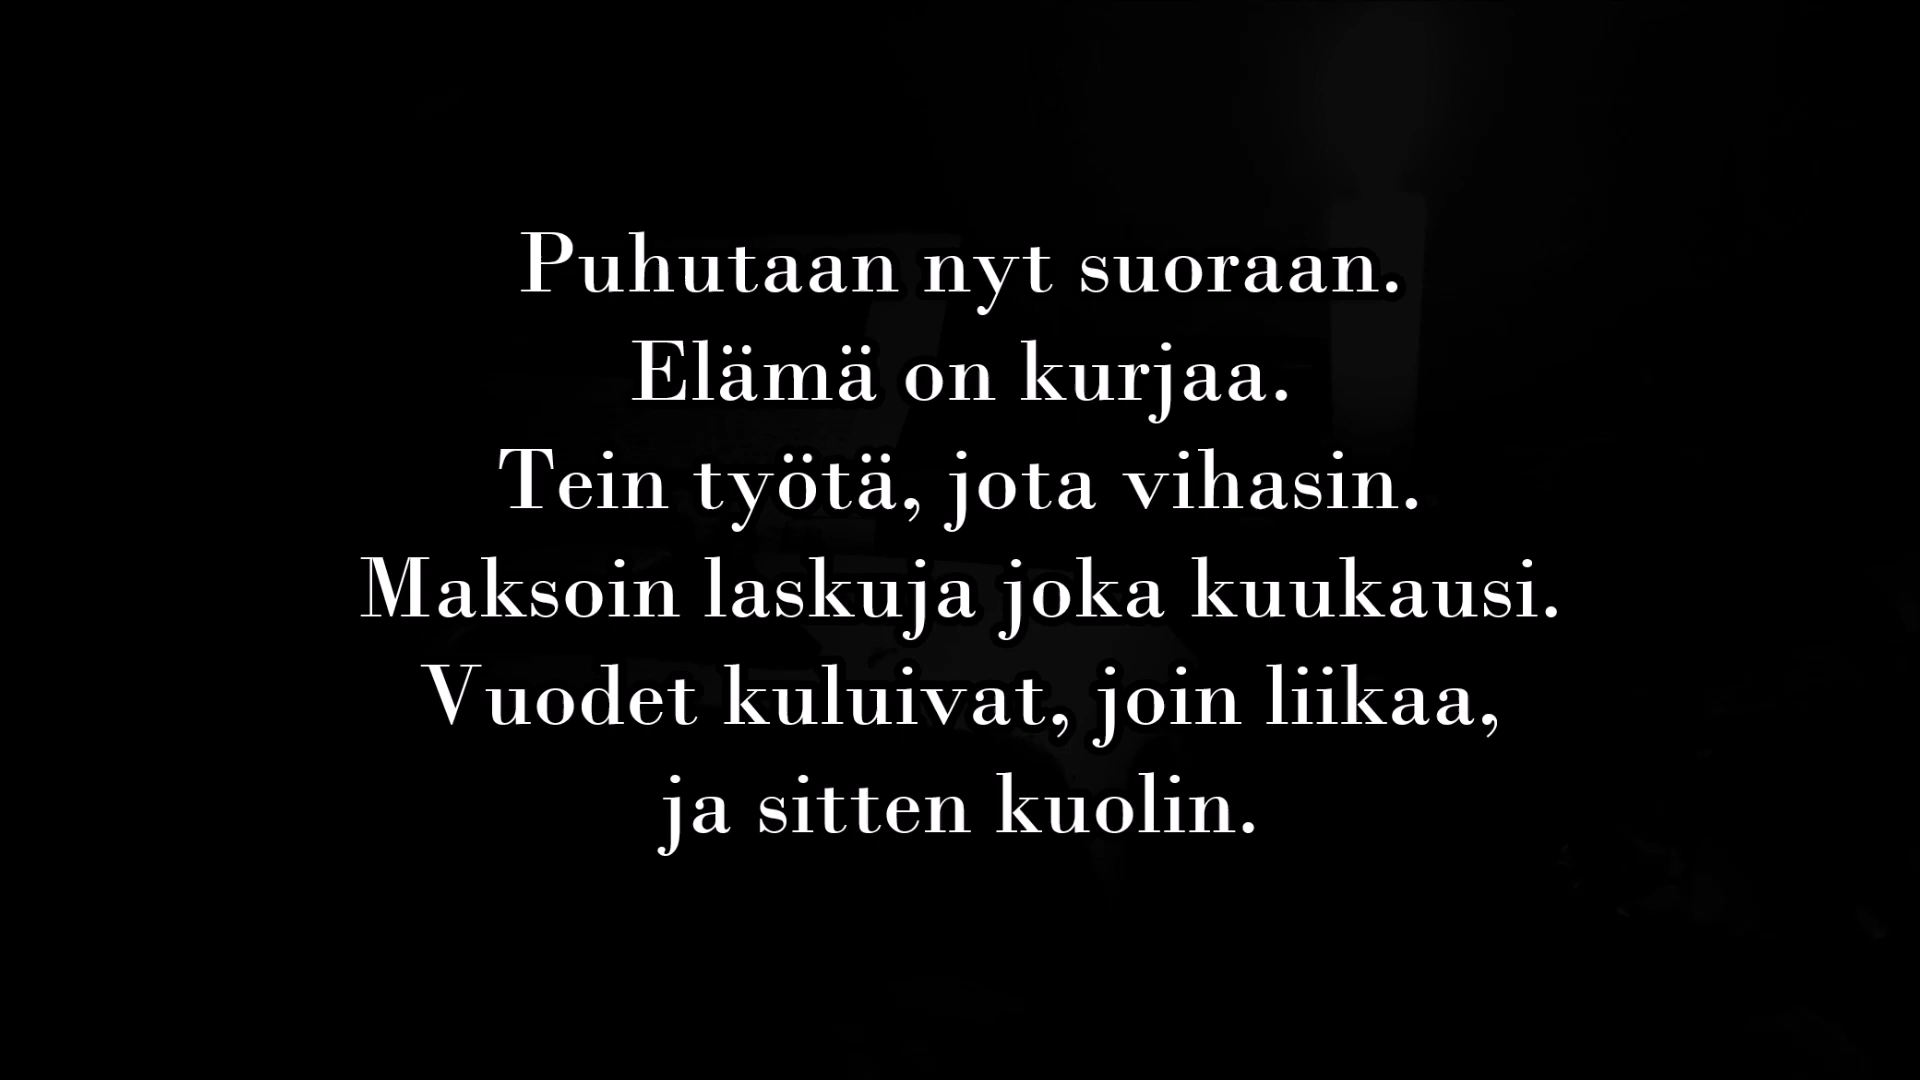 Puhutaan nyt suoraan.
Elämä on kurjaa.
Tein työtä, jota vihasin.
Maksoin laskuja joka kuukausi.
Vuodet kuluivat, join liikaa,
ja sitten kuolin.